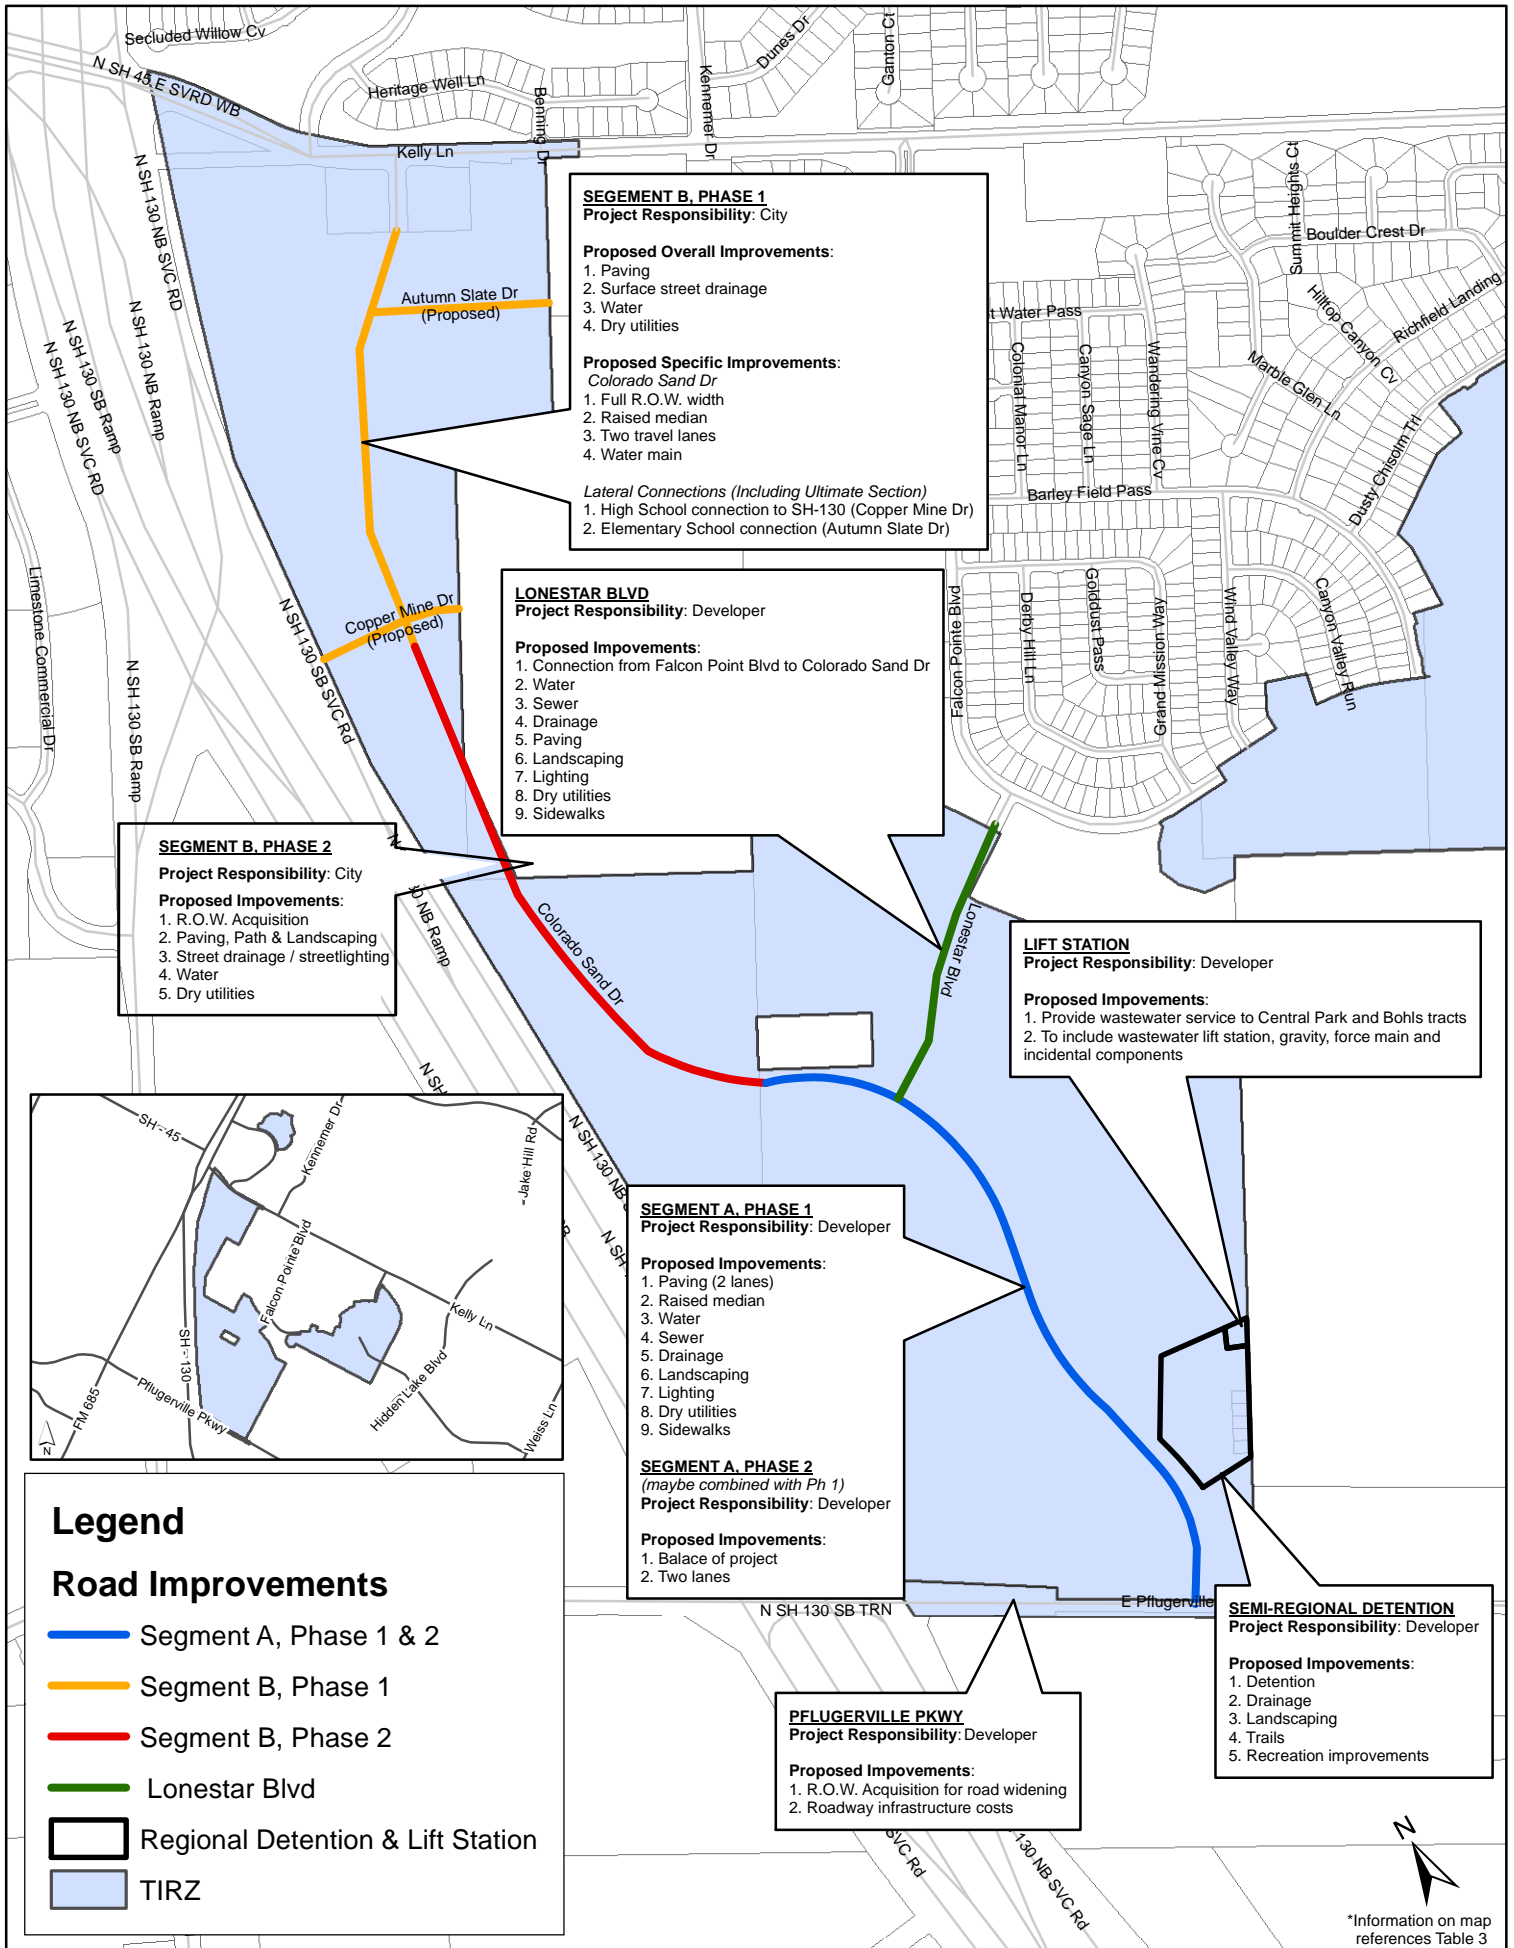 Secluded Willow Cv
N SH 45 E SVRD WB
Heritage Well Ln
Benning Dr
Kennemer Dr
Dunes Dr
Ganton Ct
Kelly Ln
N SH 130 NB SVC RD
N SH 130 NB Ramp
N SH 130 SB Ramp
N SH 130 NB SVC RD
Autumn Slate Dr
(Proposed)
SEGEMENT B, PHASE 1
Project Responsibility: City
Proposed Overall Improvements:
1. Paving
2. Surface street drainage
3. Water
4. Dry utilities
Proposed Specific Improvements:
Colorado Sand Dr
1. Full R.O.W. width
2. Raised median
3. Two travel lanes
4. Water main
Lateral Connections (Including Ultimate Section)
1. High School connection to SH-130 (Copper Mine Dr)
2. Elementary School connection (Autumn Slate Dr)
Summit Heights Ct
Boulder Crest Dr
Hilltop Canyon Cv
Richfield Landing
t Water Pass
Colonial Manor Ln
Canyon Sage Ln
Wandering Vine Cv
Marble Glen Ln
Dusty Chisolm Trl
Barley Field Pass
Limestone Commercial Dr
N SH 130 SB Ramp
N SH 130 SB SVC Rd
Copper Mine Dr
(Proposed)
LONESTAR BLVD
Project Responsibility: Developer
Proposed Impovements:
1. Connection from Falcon Point Blvd to Colorado Sand Dr
2. Water
3. Sewer
4. Drainage
5. Paving
6. Landscaping
7. Lighting
8. Dry utilities
9. Sidewalks
Falcon Pointe Blvd
Derby Hill Ln
Golddust Pass
Grand Mission Way
Wind Valley Way
Canyon Valley Run
SEGMENT B, PHASE 2
Project Responsibility: City
Proposed Impovements:
1. R.O.W. Acquisition
2. Paving, Path & Landscaping
3. Street drainage / streetlighting
4. Water
5. Dry utilities
N
30 NB Ramp
Colorado Sand Dr
Lonestar Blvd
LIFT STATION
Project Responsibility: Developer
Proposed Impovements:
1. Provide wastewater service to Central Park and Bohls tracts
2. To include wastewater lift station, gravity, force main and
incidental components
N SH
N SH 130 NB S
N SH
SH - 45
Kennemer Dr
Jake Hill Rd
Falcon Pointe Blvd
Kelly Ln
SH - 130
FM 685
Pflugerville Pkwy
Hidden Lake Blvd
Weiss Ln
N
SEGMENT A, PHASE 1
Project Responsibility: Developer
Proposed Impovements:
1. Paving (2 lanes)
2. Raised median
3. Water
4. Sewer
5. Drainage
6. Landscaping
7. Lighting
8. Dry utilities
9. Sidewalks
SEGMENT A, PHASE 2
(maybe combined with Ph 1)
Project Responsibility: Developer
Proposed Impovements:
1. Balace of project
2. Two lanes
N SH 130 SB TRN
E Pflugerville
SEMI-REGIONAL DETENTION
Project Responsibility: Developer
Proposed Impovements:
1. Detention
2. Drainage
3. Landscaping
4. Trails
5. Recreation improvements
PFLUGERVILLE PKWY
Project Responsibility: Developer
Proposed Impovements:
1. R.O.W. Acquisition for road widening
2. Roadway infrastructure costs
SVC Rd
130 NB SVC Rd
Legend
Road Improvements
Segment A, Phase 1 & 2
Segment B, Phase 1
Segment B, Phase 2
Lonestar Blvd
Regional Detention & Lift Station
TIRZ
N
*Information on map
references Table 3